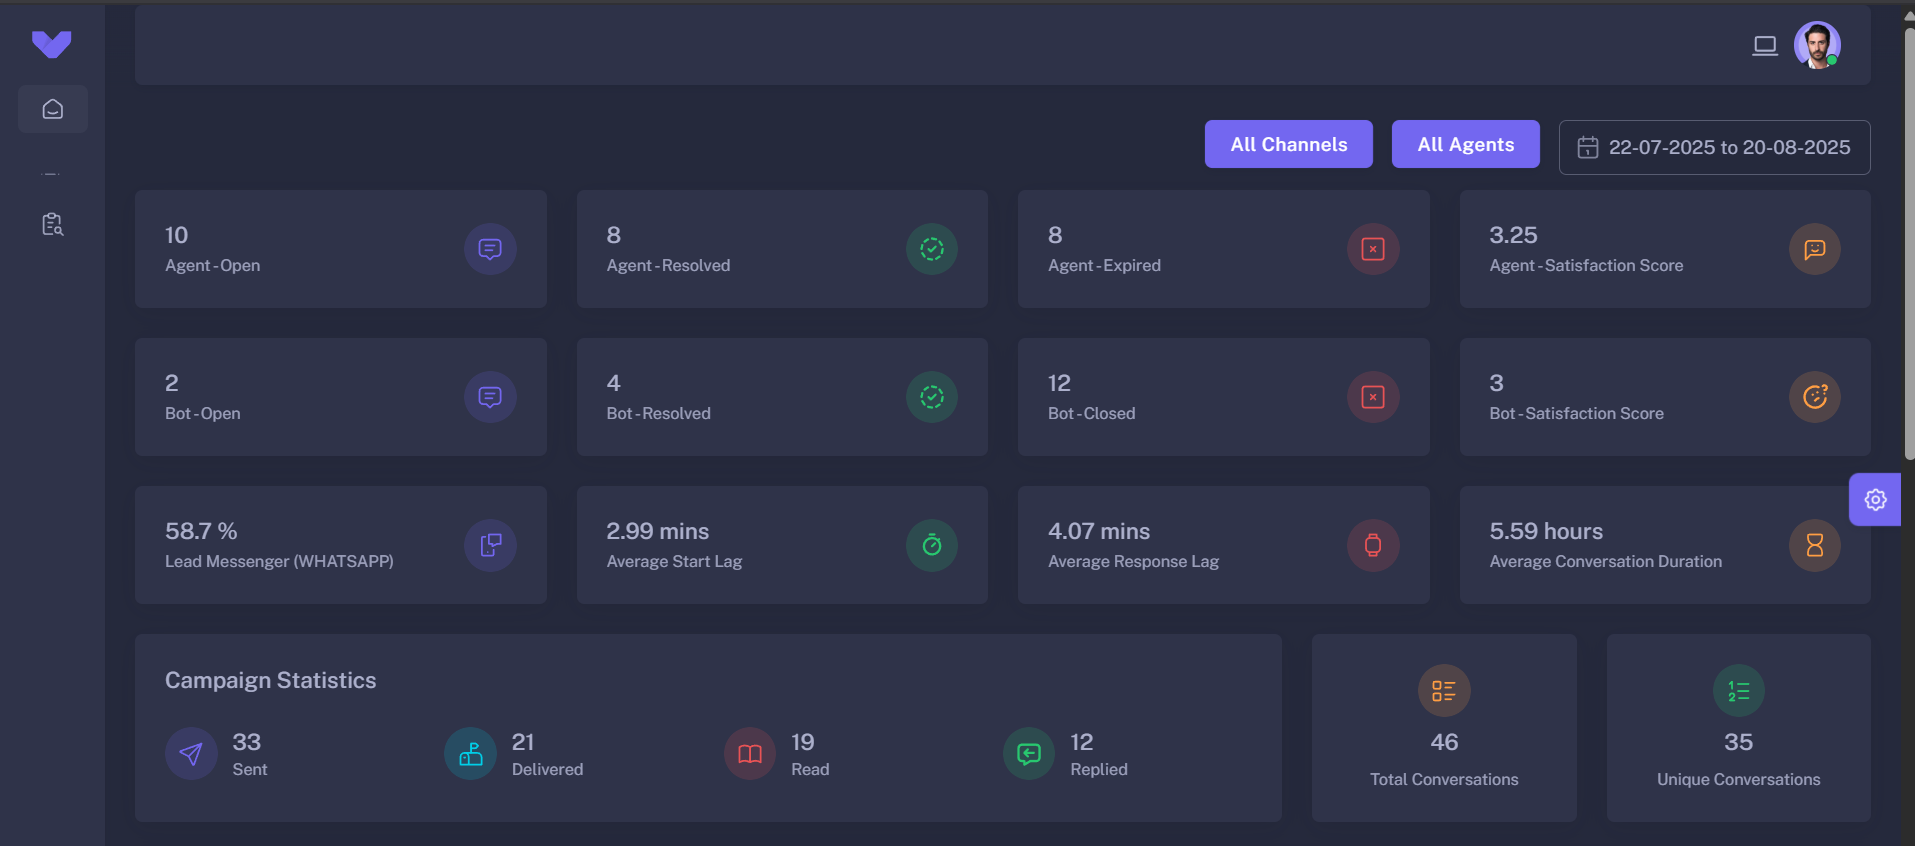 All Channels
All Agents
22-07-2025 to 20-08-2025
10
Agent-Open
8
Agent-Resolved
8
Agent-Expired
3.25
Agent-Satisfaction Score
2
Bot-Open
4
Bot-Resolved
12
Bot-Closed
3
Bot-Satisfaction Score
58.7 %
Lead Messenger (WHATSAPP)
2.99 mins
Average Start Lag
4.07 mins
Average Response Lag
5.59 hours
Average Conversation Duration
Campaign Statistics
33
Sent
21
Delivered
19
Read
12
Replied
46
Total Conversations
35
Unique Conversations